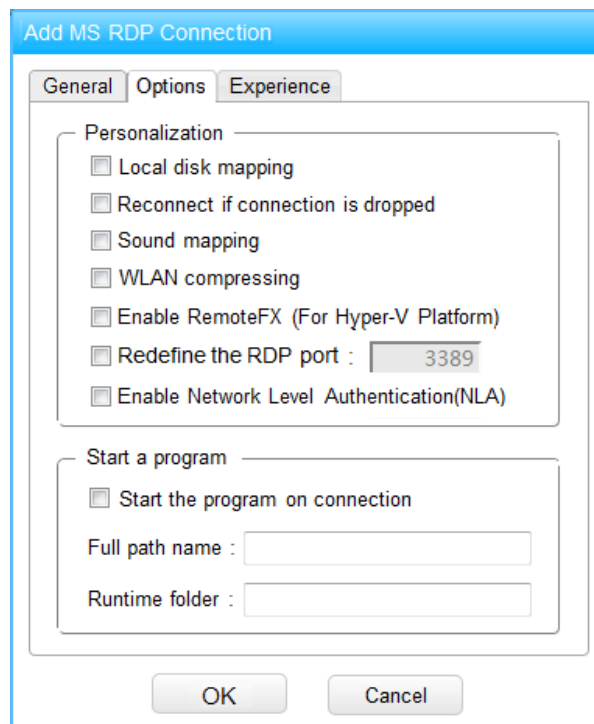 Add MS RDP Connection
General Options Experience
Personalization
Local disk mapping
Reconnect if connection is dropped
Sound mapping
WLAN compressing
Enable RemoteFX (For Hyper-V Platform)
Redefine the RDP port : 3389
Enable Network Level Authentication(NLA)
Start a program
Start the program on connection
Full path name :
Runtime folder :
OK Cancel